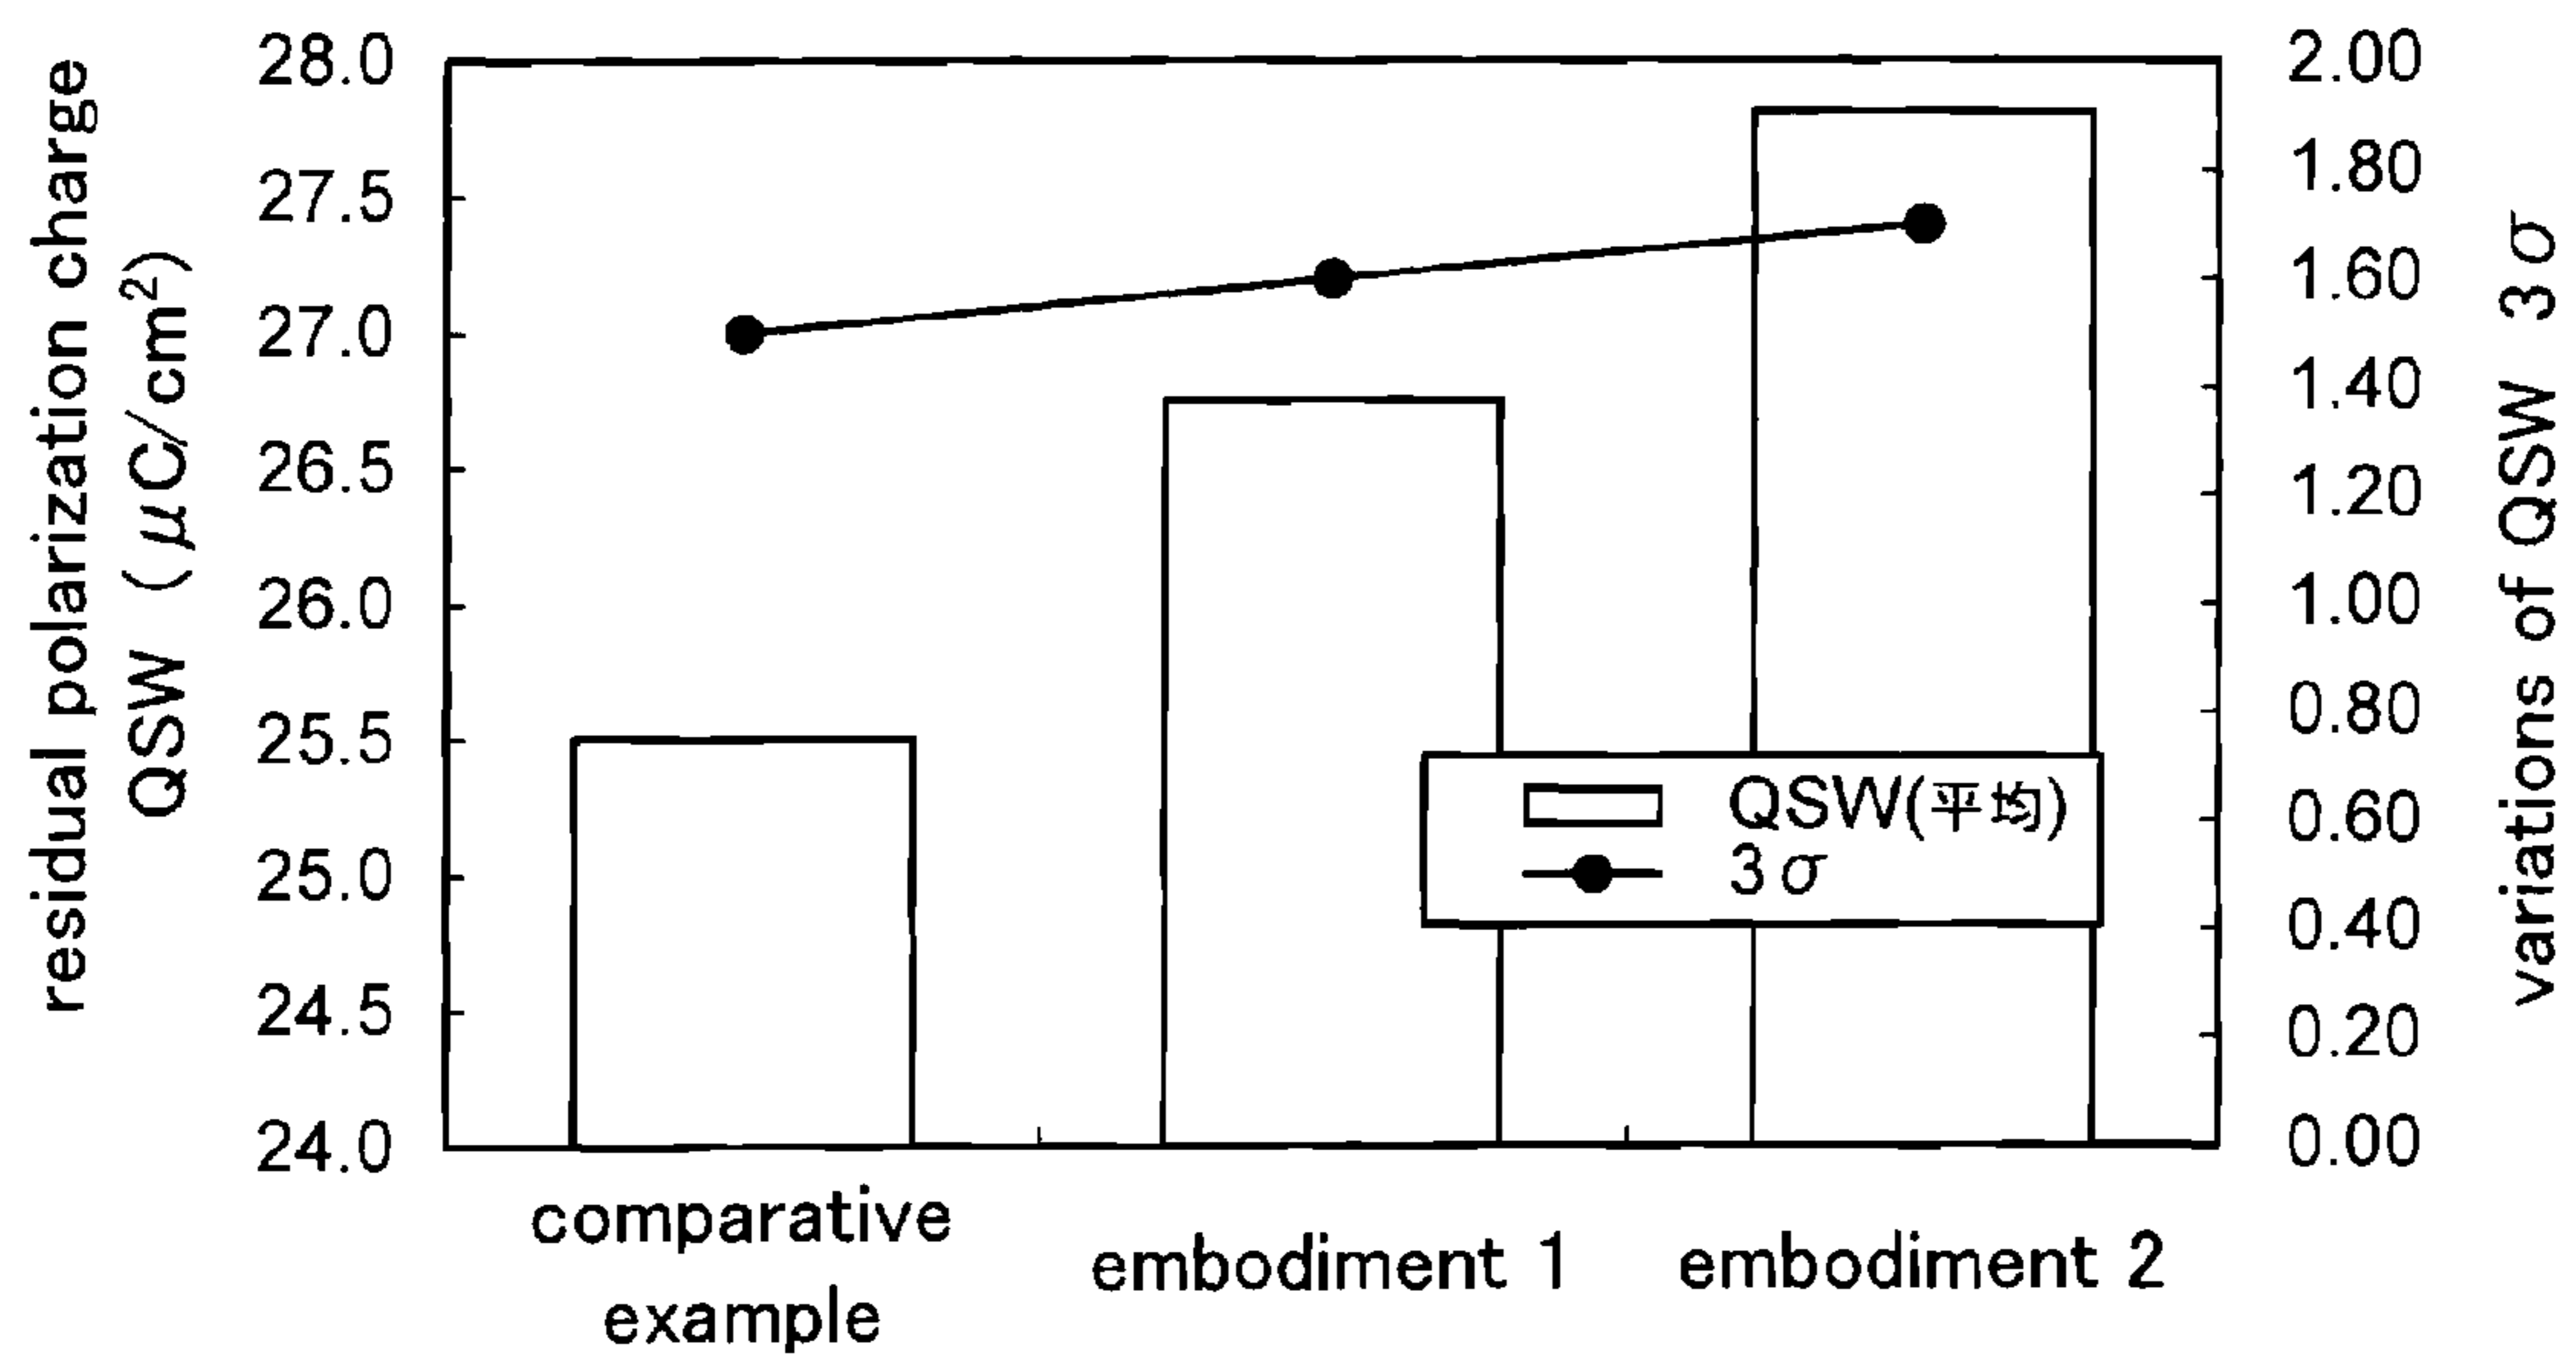 residual polarization charge
QSW (μC/cm²)
28.0
27.5
27.0
26.5
26.0
25.5
25.0
24.5
24.0
2.00
1.80
1.60
1.40
1.20
1.00
0.80
0.60
0.40
0.20
0.00
variations of QSW 3σ
QSW(平均)
3σ
comparative
example
embodiment 1
embodiment 2